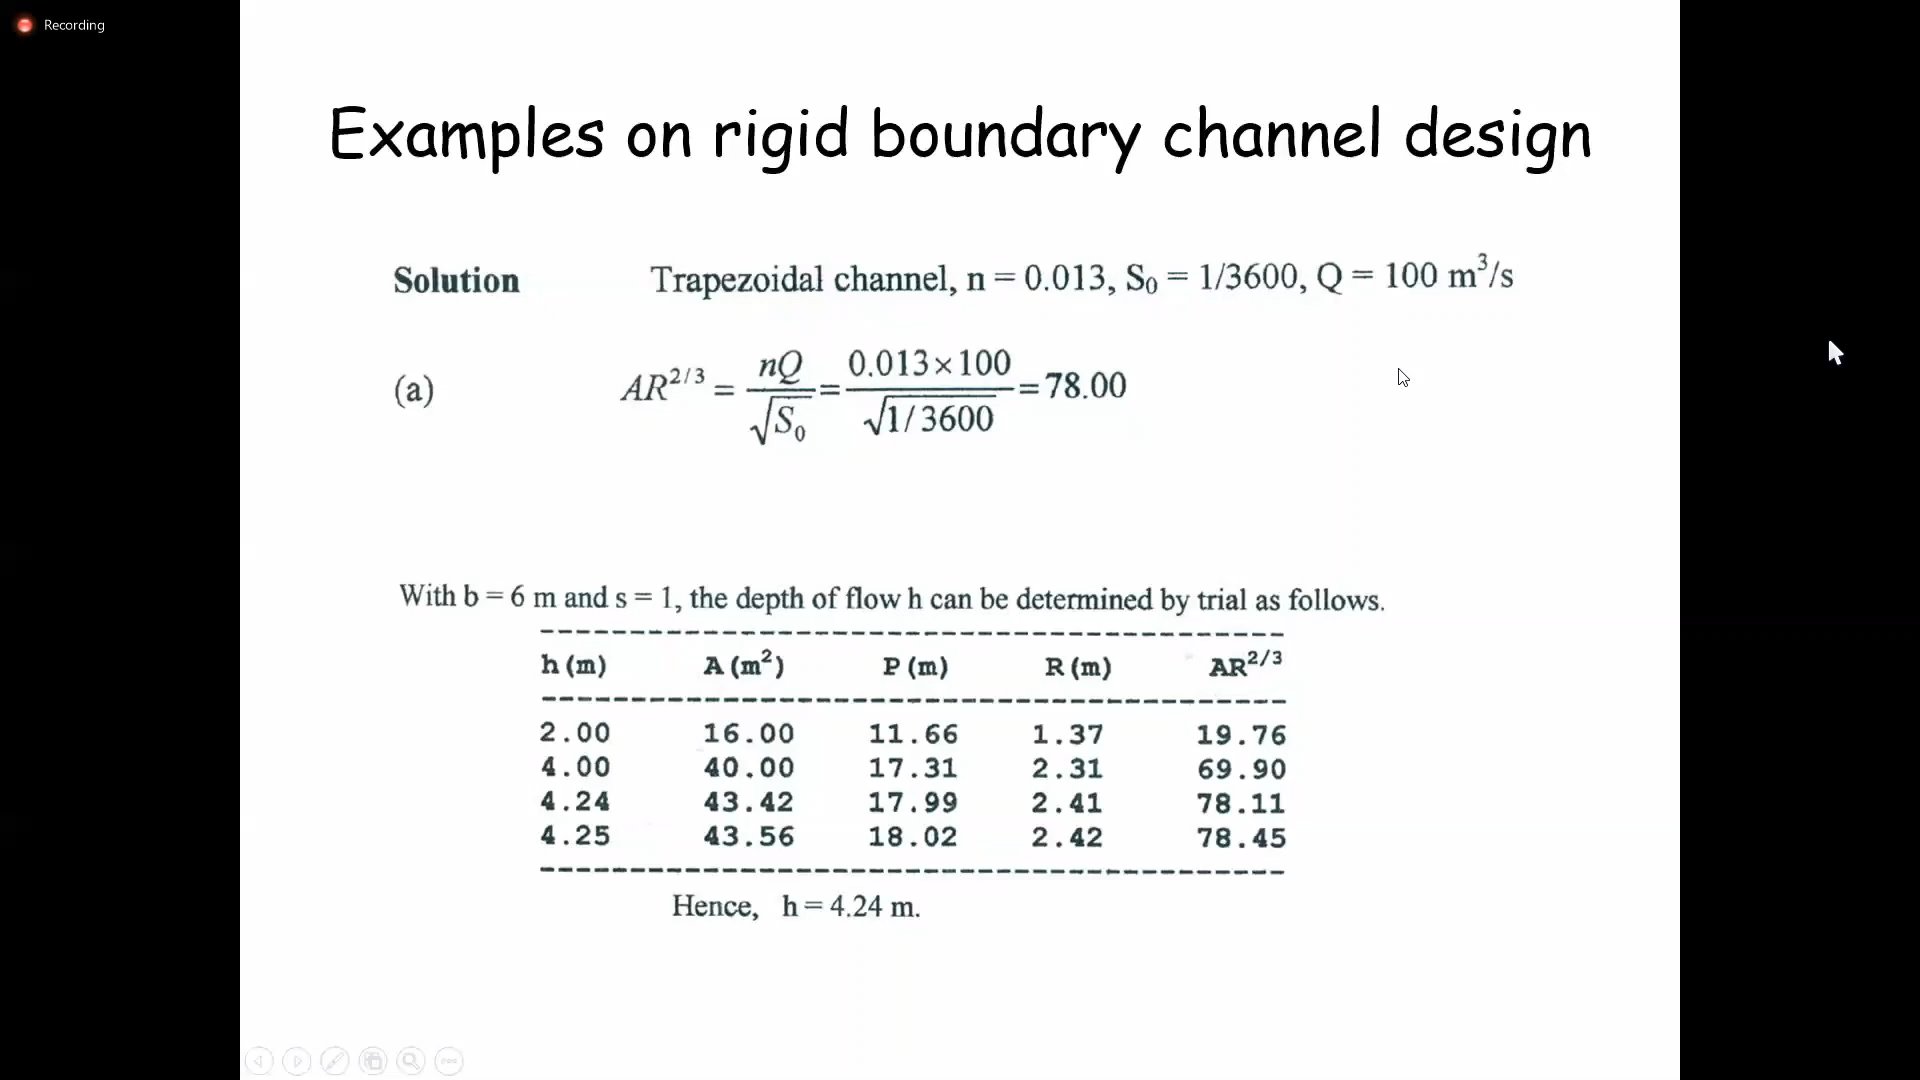 Recording
Examples on rigid boundary channel design
Solution Trapezoidal channel, n = 0.013, S₀ = 1/3600, Q = 100 m³/s
(a) AR^2/3 = nQ/√S₀ = 0.013×100/√1/3600 = 78.00
With b = 6 m and s = 1, the depth of flow h can be determined by trial as follows.
h (m) A (m²) P (m) R (m) AR^2/3
2.00 16.00 11.66 1.37 19.76
4.00 40.00 17.31 2.31 69.90
4.24 43.42 17.99 2.41 78.11
4.25 43.56 18.02 2.42 78.45
Hence, h = 4.24 m.